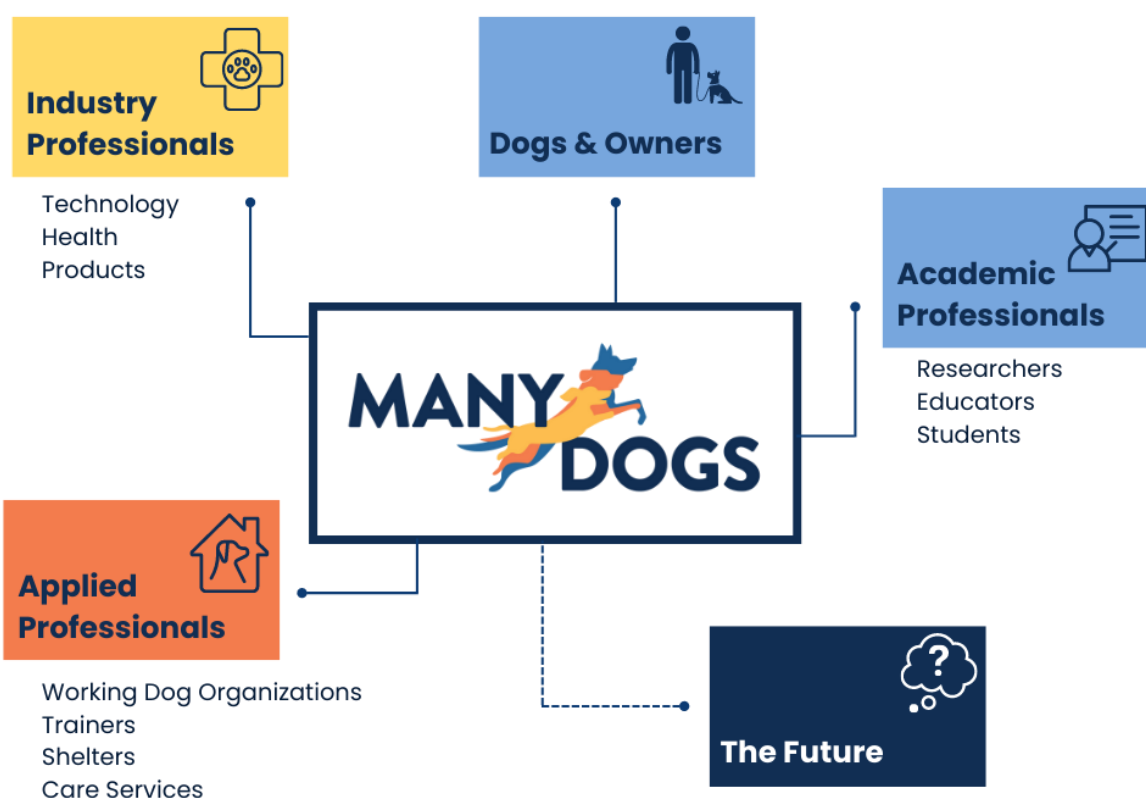 Industry
Professionals
Technology
Health
Products
Dogs & Owners
Academic
Professionals
Researchers
Educators
Students
MANY
DOGS
Applied
Professionals
Working Dog Organizations
Trainers
Shelters
Care Services
?
The Future